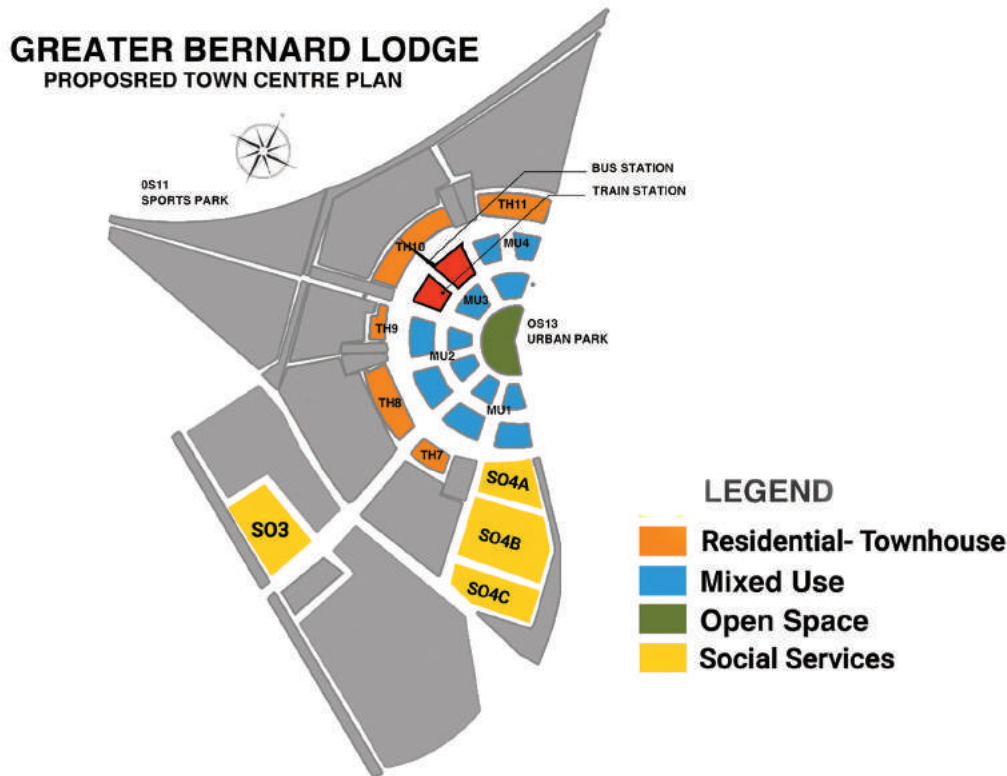 GREATER BERNARD LODGE
PROPOSRED TOWN CENTRE PLAN
BUS STATION
0S11
SPORTS PARK
TRAIN STATION
TH11
TH10
MU4
MU3
OS13
URBAN PARK
TH9
MU2
TH8
MU1
TH7
SO4A
SO3
SO4B
SO4C
LEGEND
Residential- Townhouse
Mixed Use
Open Space
Social Services